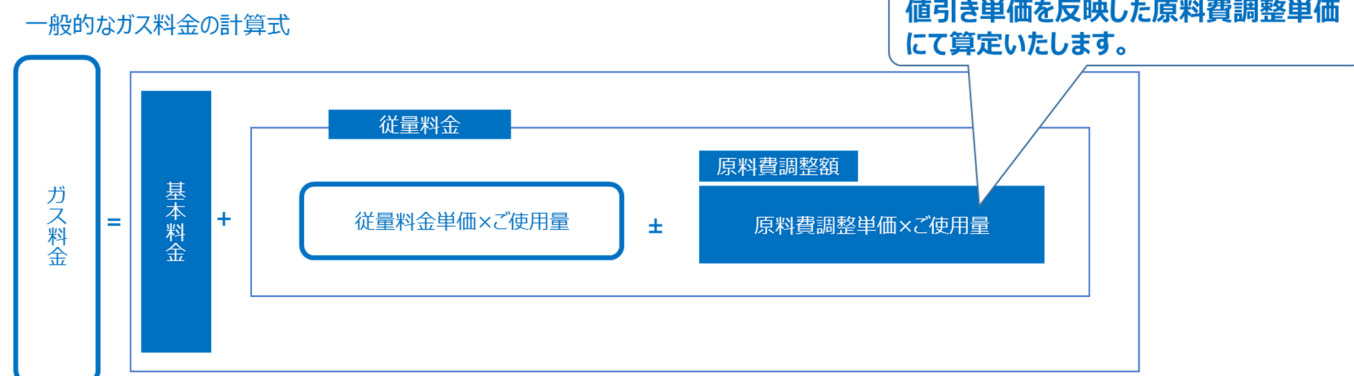 一般的なガス料金の計算式
値引き単価を反映した原料費調整単価
にて算定いたします。
従量料金
原料費調整額
ガス料金
=
基本料金
+
従量料金単価×ご使用量
±
原料費調整単価×ご使用量